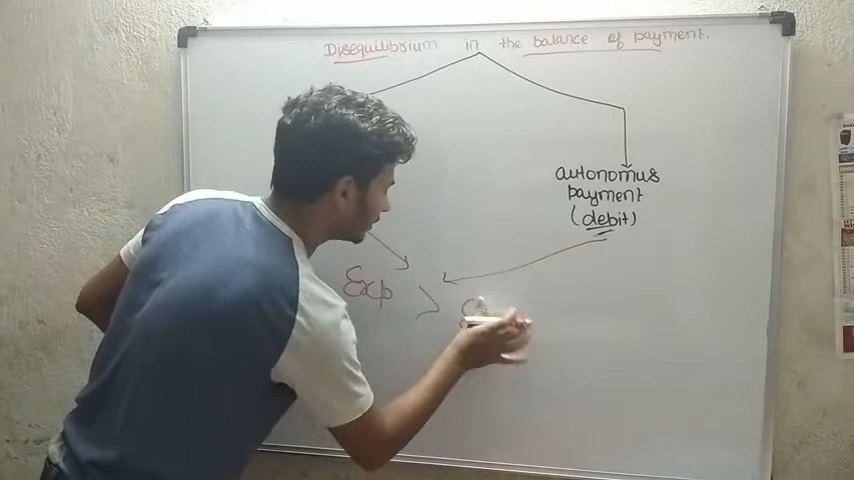 Disequilibrium in the balance of payment.
autonomus
payment
(debit)
Exp >